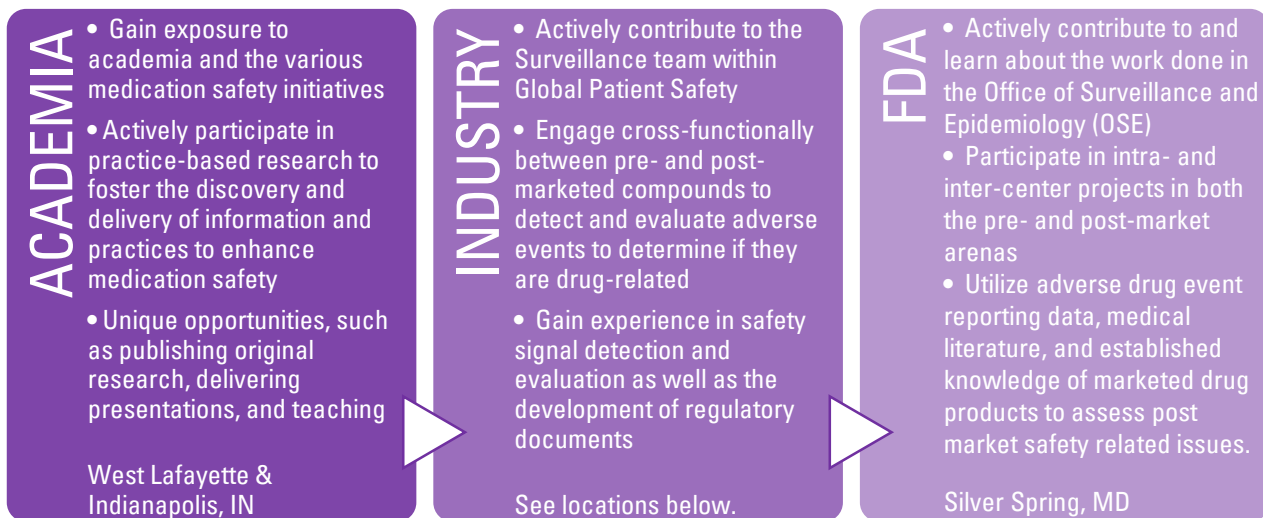 ACADEMIA
• Gain exposure to
academia and the various
medication safety initiatives
• Actively participate in
practice-based research to
foster the discovery and
delivery of information and
practices to enhance
medication safety
• Unique opportunities, such
as publishing original
research, delivering
presentations, and teaching
West Lafayette &
Indianapolis, IN
INDUSTRY
• Actively contribute to the
Surveillance team within
Global Patient Safety
• Engage cross-functionally
between pre- and post-
marketed compounds to
detect and evaluate adverse
events to determine if they
are drug-related
• Gain experience in safety
signal detection and
evaluation as well as the
development of regulatory
documents
See locations below.
FDA
• Actively contribute to and
learn about the work done in
the Office of Surveillance and
Epidemiology (OSE)
• Participate in intra- and
inter-center projects in both
the pre- and post-market
arenas
• Utilize adverse drug event
reporting data, medical
literature, and established
knowledge of marketed drug
products to assess post
market safety related issues.
Silver Spring, MD